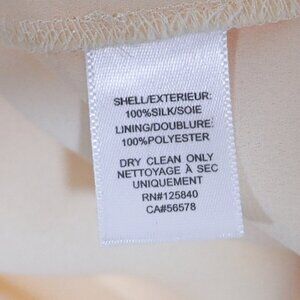 SHELL/EXTERIEUR:
100%SILK/SOIE
LINING/DOUBLURE:
100%POLYESTER
DRY CLEAN ONLY
NETTOYAGE À SEC
UNIQUEMENT
RN#125840
CA#56578